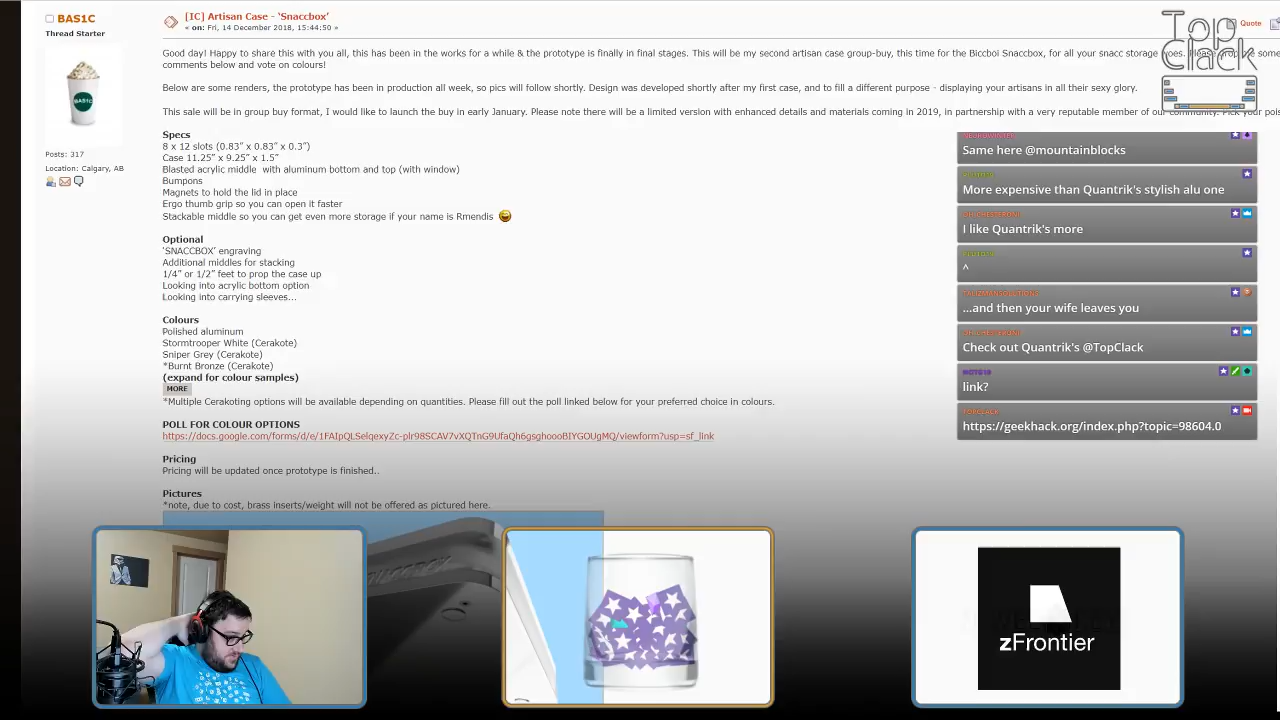 BAS1C
Thread Starter
BAS1C
Posts: 317
Location: Calgary, AB
[IC] Artisan Case - 'Snaccbox'
« on: Fri, 14 December 2018, 15:44:50 »
Quote
Top
Clack
Good day! Happy to share this with you all, this has been in the works for a while & the prototype is finally in final stages. This will be my second artisan case group-buy, this time for the Biccboi Snaccbox, for all your snacc storage
comments below and vote on colours!
Below are some renders, the prototype has been in production all week, so pics will follow shortly. Design was developed shortly after my first case, and to fill a different purpose - displaying your artisans in all their sexy glory.
This sale will be in group buy format, I would like to launch the buy in early January. Please note there will be a limited version with enhanced details and materials coming in 2019, in partnership with a very reputable member of our community. Pick your
Specs
8 x 12 slots (0.83" x 0.83" x 0.3")
Case 11.25" x 9.25" x 1.5"
Blasted acrylic middle with aluminum bottom and top (with window)
Bumpons
Magnets to hold the lid in place
Ergo thumb grip so you can open it faster
Stackable middle so you can get even more storage if your name is Rmendis
Optional
'SNACCBOX' engraving
Additional middles for stacking
1/4" or 1/2" feet to prop the case up
Looking into acrylic bottom option
Looking into carrying sleeves...
Colours
Polished aluminum
Stormtrooper White (Cerakote)
Sniper Grey (Cerakote)
*Burnt Bronze (Cerakote)
(expand for colour samples)
MORE
*Multiple Cerakoting options will be available depending on quantities. Please fill out the poll linked below for your preferred choice in colours.
POLL FOR COLOUR OPTIONS
https://docs.google.com/forms/d/e/1FAIpQLSelqexyZc-plr98SCAV7vXQTnG9UfaQh6gsghoooBIYGOUgMQ/viewform?usp=sf_link
Pricing
Pricing will be updated once prototype is finished..
Pictures
*note, due to cost, brass inserts/weight will not be offered as pictured here.
Same here @mountainblocks
More expensive than Quantrik's stylish alu one
I like Quantrik's more
^
TALIZMANSOLUTIONS
...and then your wife leaves you
Check out Quantrik's @TopClack
link?
TOPCLACK
https://geekhack.org/index.php?topic=98604.0
zFrontier